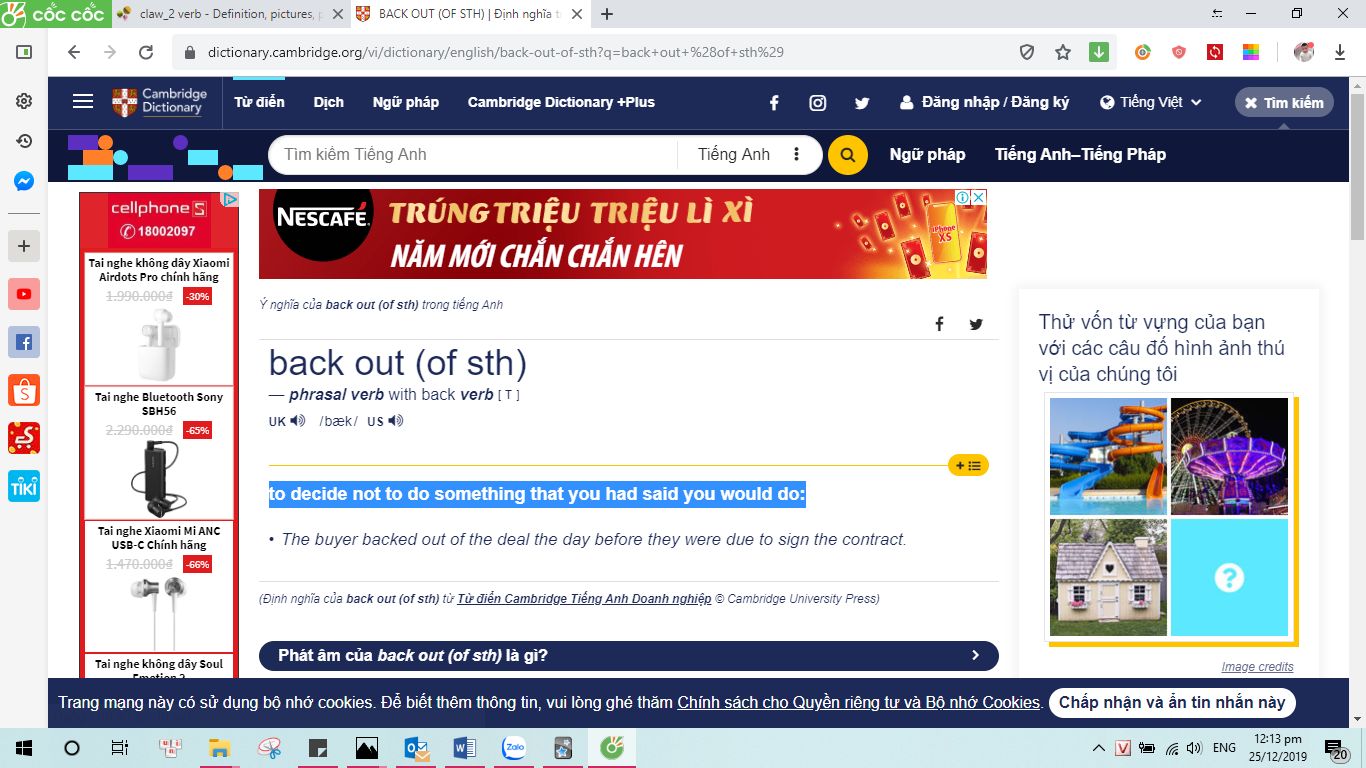 cốc cốc
claw_2 verb - Definition, pictures, p
BACK OUT (OF STH) | Định nghĩa t
dictionary.cambridge.org/vi/dictionary/english/back-out-of-sth?q=back+out+%28of+sth%29
Cambridge
Dictionary
Từ điển Dịch Ngữ pháp Cambridge Dictionary +Plus
Đăng nhập / Đăng ký
Tiếng Việt
Tìm kiếm
Tìm kiếm Tiếng Anh
Tiếng Anh
Ngữ pháp
Tiếng Anh–Tiếng Pháp
cellphone S
18002097
Tai nghe không dây Xiaomi
Airdots Pro chính hãng
1.990.000₫ -30%
Tai nghe Bluetooth Sony
SBH56
2.290.000₫ -65%
Tai nghe Xiaomi Mi ANC
USB-C Chính hãng
1.470.000₫ -66%
Tai nghe không dây Soul
Emotion 2
NESCAFÉ.
TRÚNG TRIỆU TRIỆU LÌ XÌ
NĂM MỚI CHẮN CHẮN HÊN
iPhone
XS
Ý nghĩa của back out (of sth) trong tiếng Anh
back out (of sth)
— phrasal verb with back verb [ T ]
UK /bæk/ US
to decide not to do something that you had said you would do:
• The buyer backed out of the deal the day before they were due to sign the contract.
(Định nghĩa của back out (of sth) từ Từ điển Cambridge Tiếng Anh Doanh nghiệp © Cambridge University Press)
Phát âm của back out (of sth) là gì?
Thử vốn từ vựng của bạn
với các câu đố hình ảnh thú
vị của chúng tôi
?
Image credits
Trang mạng này có sử dụng bộ nhớ cookies. Để biết thêm thông tin, vui lòng ghé thăm Chính sách cho Quyền riêng tư và Bộ nhớ Cookies.
Chấp nhận và ẩn tin nhắn này
TIKI
Zalo
ENG
12:13 pm
25/12/2019
20